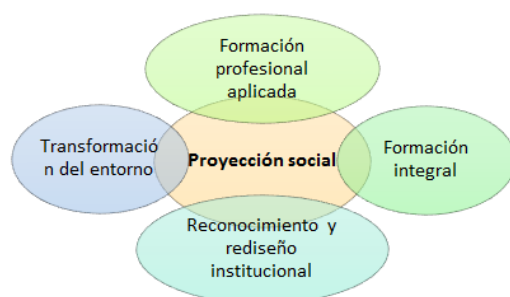 Formación
profesional
aplicada
Transformació
n del entorno
Proyección social
Formación
integral
Reconocimiento y
rediseño
institucional